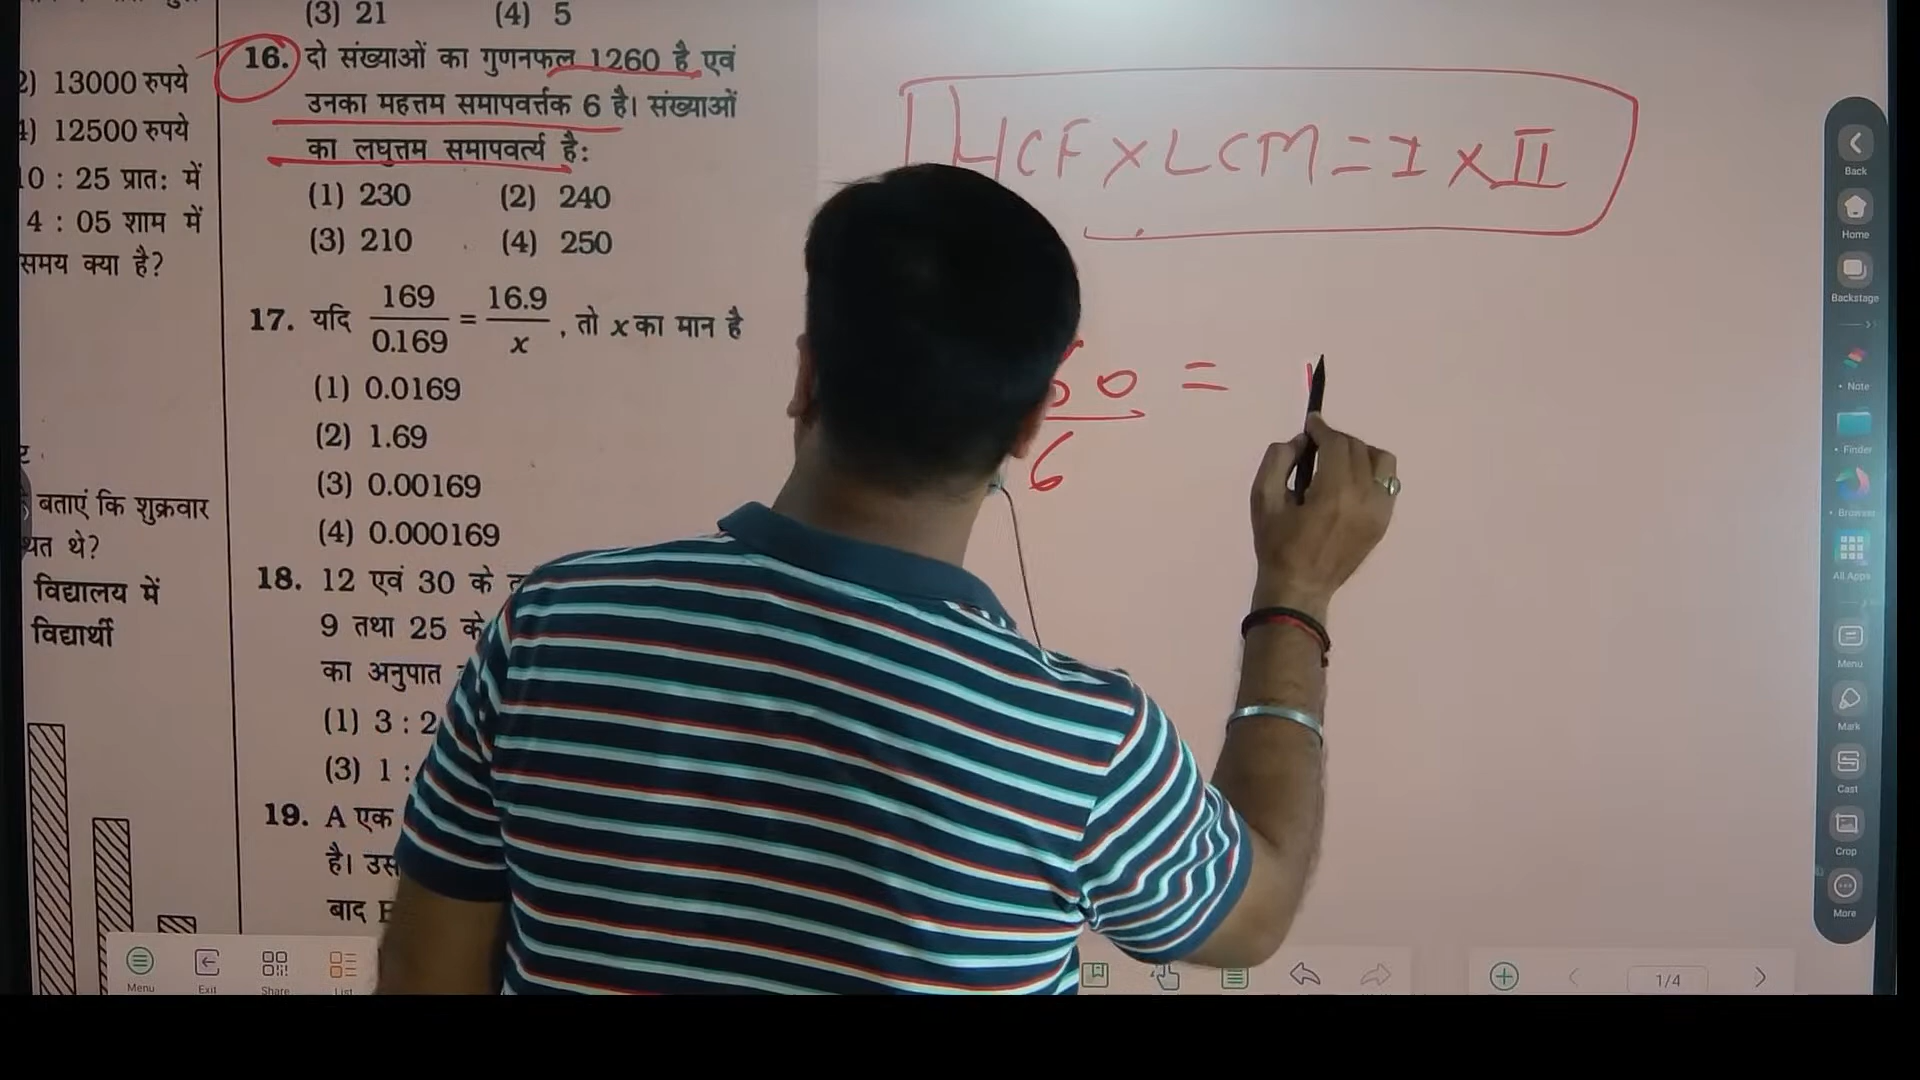 13000 रुपये
12500 रुपये
: 25 प्रातः में
4 : 05 शाम में
समय क्या है?
बताएं कि शुक्रवार
थे?
विद्यालय में
विद्यार्थी
(3) 21 (4) 5
16. दो संख्याओं का गुणनफल 1260 है एवं
उनका महत्तम समापवर्त्तक 6 है। संख्याओं
का लघुत्तम समापवर्त्य है:
(1) 230 (2) 240
(3) 210 (4) 250
17. यदि 169/0.169 = 16.9/x , तो x का मान है
(1) 0.0169
(2) 1.69
(3) 0.00169
(4) 0.000169
18. 12 एवं 30 के
9 तथा 25 के
का अनुपात
(1) 3 : 2
(3) 1 :
19. A एक
है। उस
बाद
HCF X LCM = I X II
0 =
6
Back
Home
Backstage
Note
Finder
Browser
All Apps
Menu
Mark
Cast
Crop
More
Menu Exit Share List 1/4